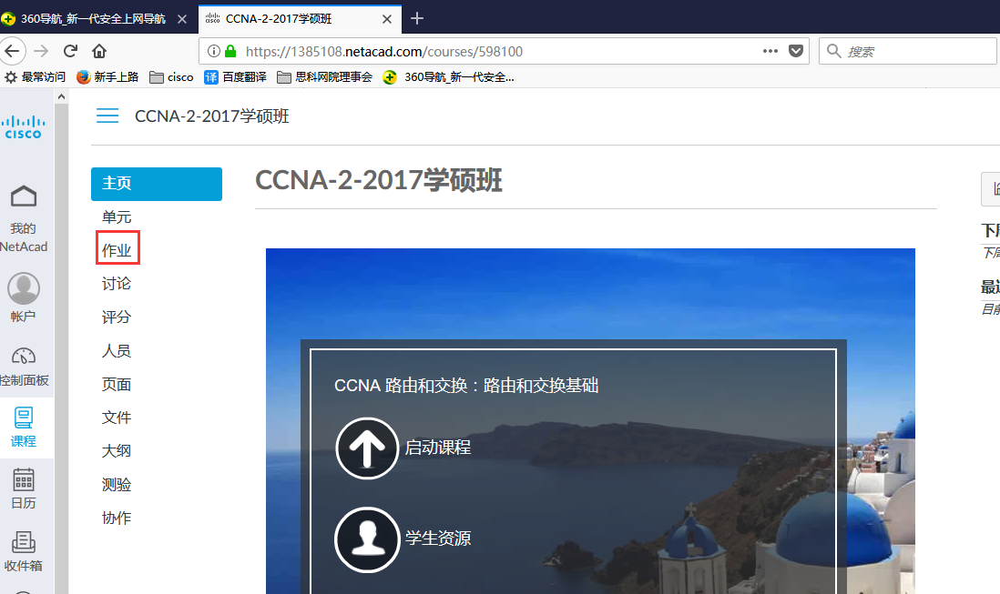 360导航_新一代安全上网导航
CCNA-2-2017学硕班
https://1385108.netacad.com/courses/598100
搜索
最常访问
新手上路
cisco
译 百度翻译
思科网院理事会
360导航_新一代安全...
CISCO
我的
NetAcad
帐户
控制面板
课程
日历
收件箱
CCNA-2-2017学硕班
主页
单元
作业
讨论
评分
人员
页面
文件
大纲
测验
协作
CCNA-2-2017学硕班
CCNA 路由和交换：路由和交换基础
启动课程
学生资源